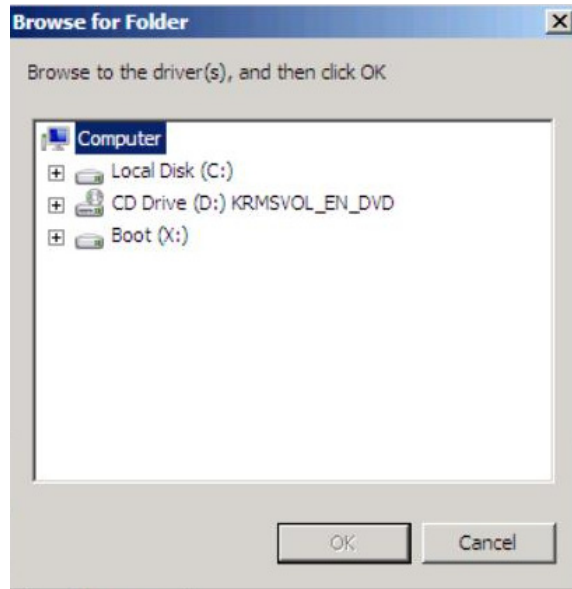 Browse for Folder
Browse to the driver(s), and then click OK
Computer
Local Disk (C:)
CD Drive (D:) KRMSVOL_EN_DVD
Boot (X:)
OK
Cancel